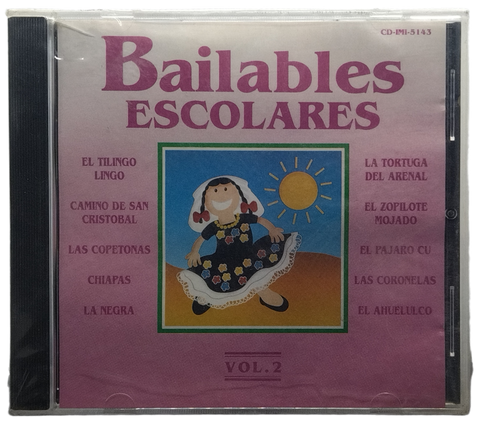 CD-IMI-5143
Bailables
ESCOLARES
EL TILINGO
LINGO
CAMINO DE SAN
CRISTOBAL
LAS COPETONAS
CHIAPAS
LA NEGRA
LA TORTUGA
DEL ARENAL
EL ZOFILOTE
MOJADO
EL PAJARO CU
LAS CORONELAS
EL AHUELULCO
VOL. 2